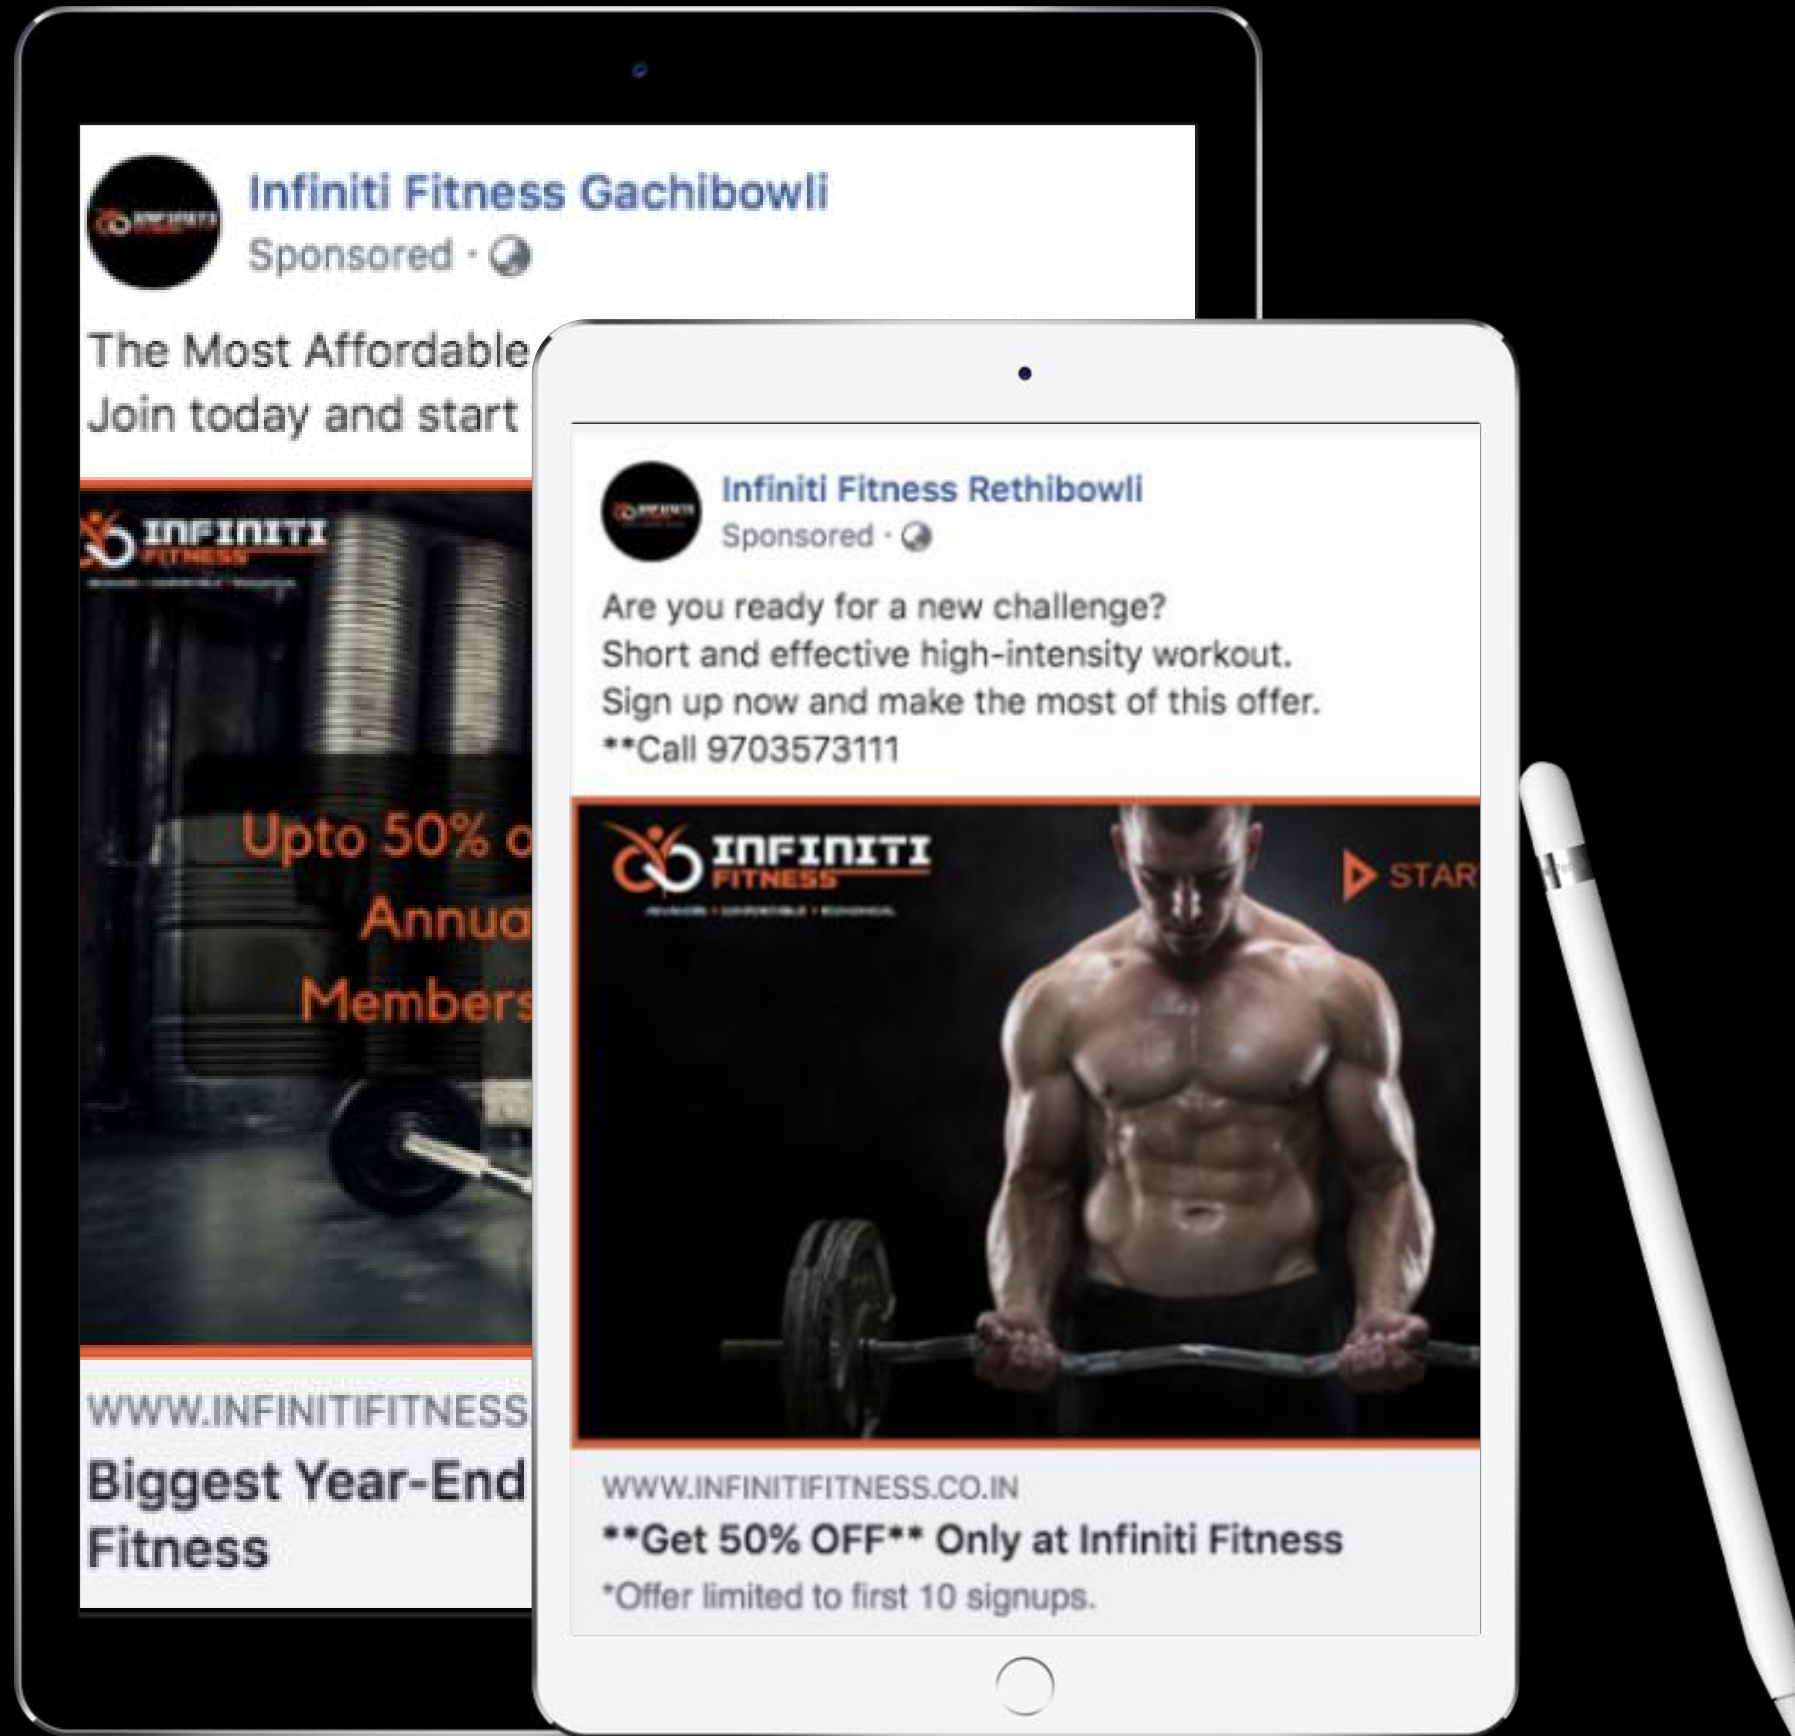 Infiniti Fitness Gachibowli
Sponsored ·
The Most Affordable
Join today and start
INFINITI
FITNESS
Upto 50% o
Annua
Members
WWW.INFINITIFITNESS
Biggest Year-End
Fitness
Infiniti Fitness Rethibowli
Sponsored ·
Are you ready for a new challenge?
Short and effective high-intensity workout.
Sign up now and make the most of this offer.
**Call 9703573111
INFINITI
FITNESS
STAR
WWW.INFINITIFITNESS.CO.IN
**Get 50% OFF** Only at Infiniti Fitness
*Offer limited to first 10 signups.